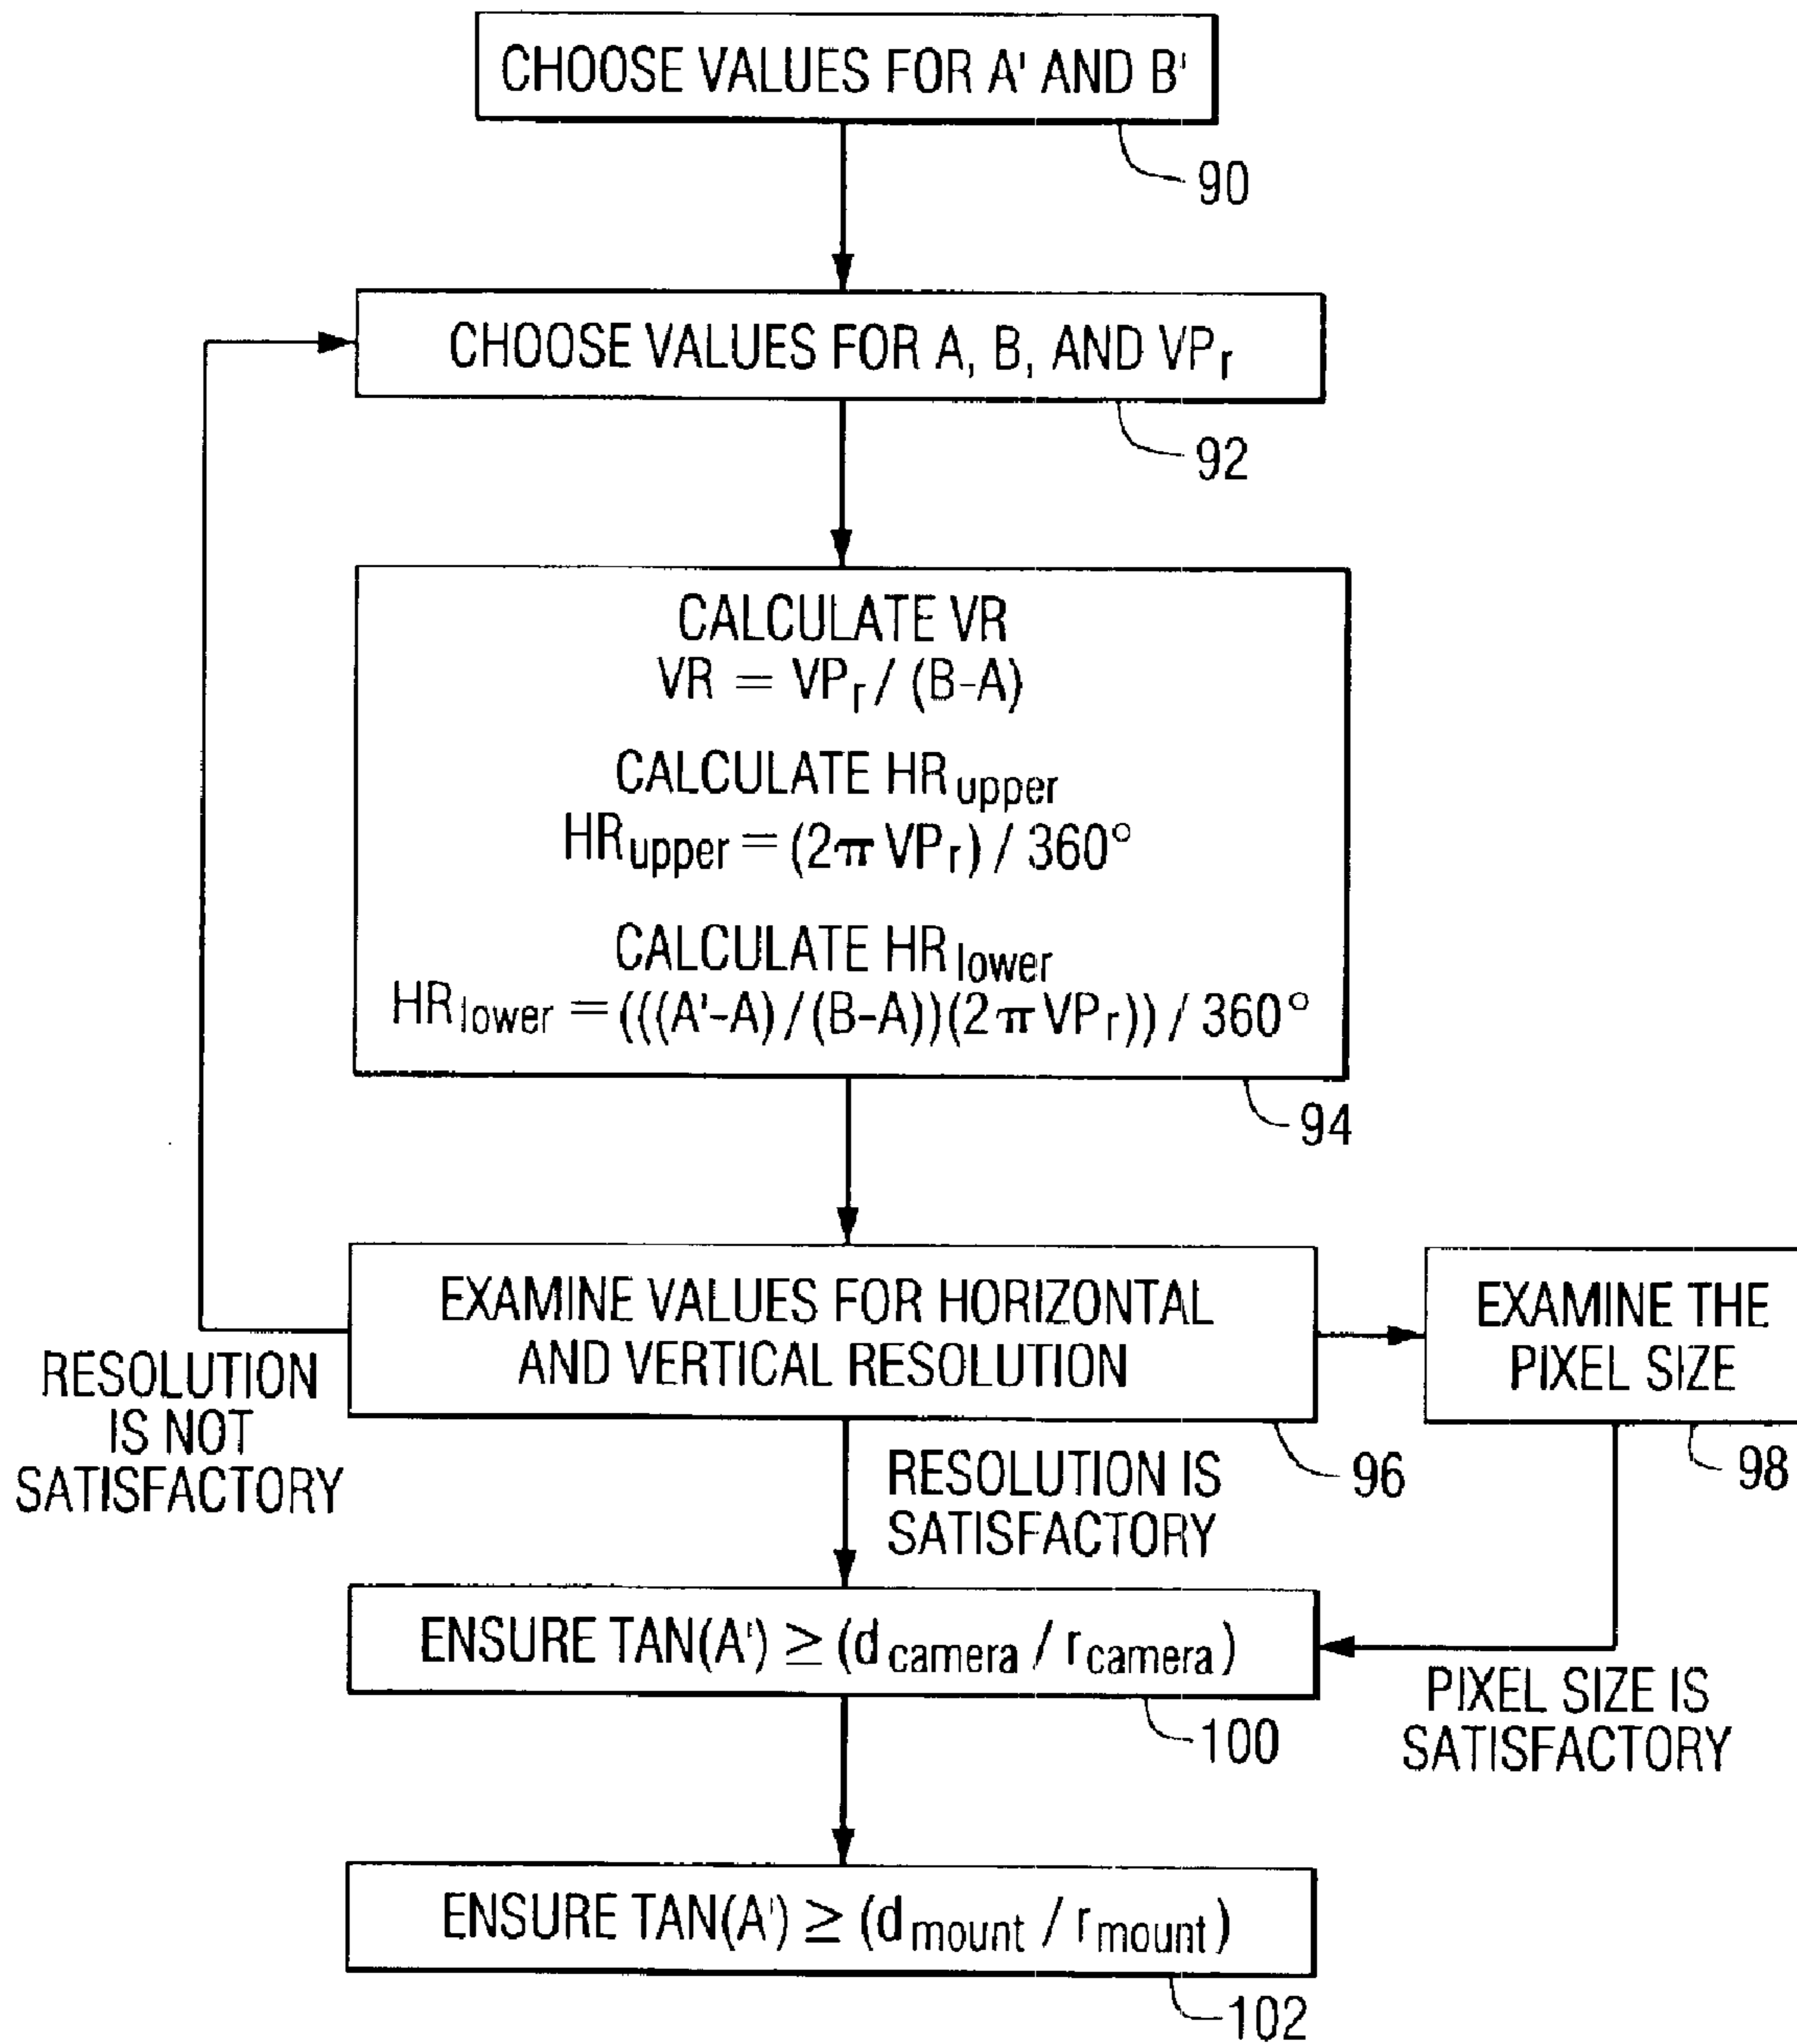 CHOOSE VALUES FOR A' AND B'
90
CHOOSE VALUES FOR A, B, AND VPr
92
CALCULATE VR
VR = VPr / (B-A)
CALCULATE HRupper
HRupper = (2π VPr) / 360°
CALCULATE HRlower
HRlower = (((A'-A) / (B-A))(2π VPr)) / 360°
94
EXAMINE VALUES FOR HORIZONTAL
AND VERTICAL RESOLUTION
96
EXAMINE THE
PIXEL SIZE
98
RESOLUTION
IS NOT
SATISFACTORY
RESOLUTION IS
SATISFACTORY
ENSURE TAN(A') ≥ (dcamera / rcamera)
100
PIXEL SIZE IS
SATISFACTORY
ENSURE TAN(A') ≥ (dmount / rmount)
102